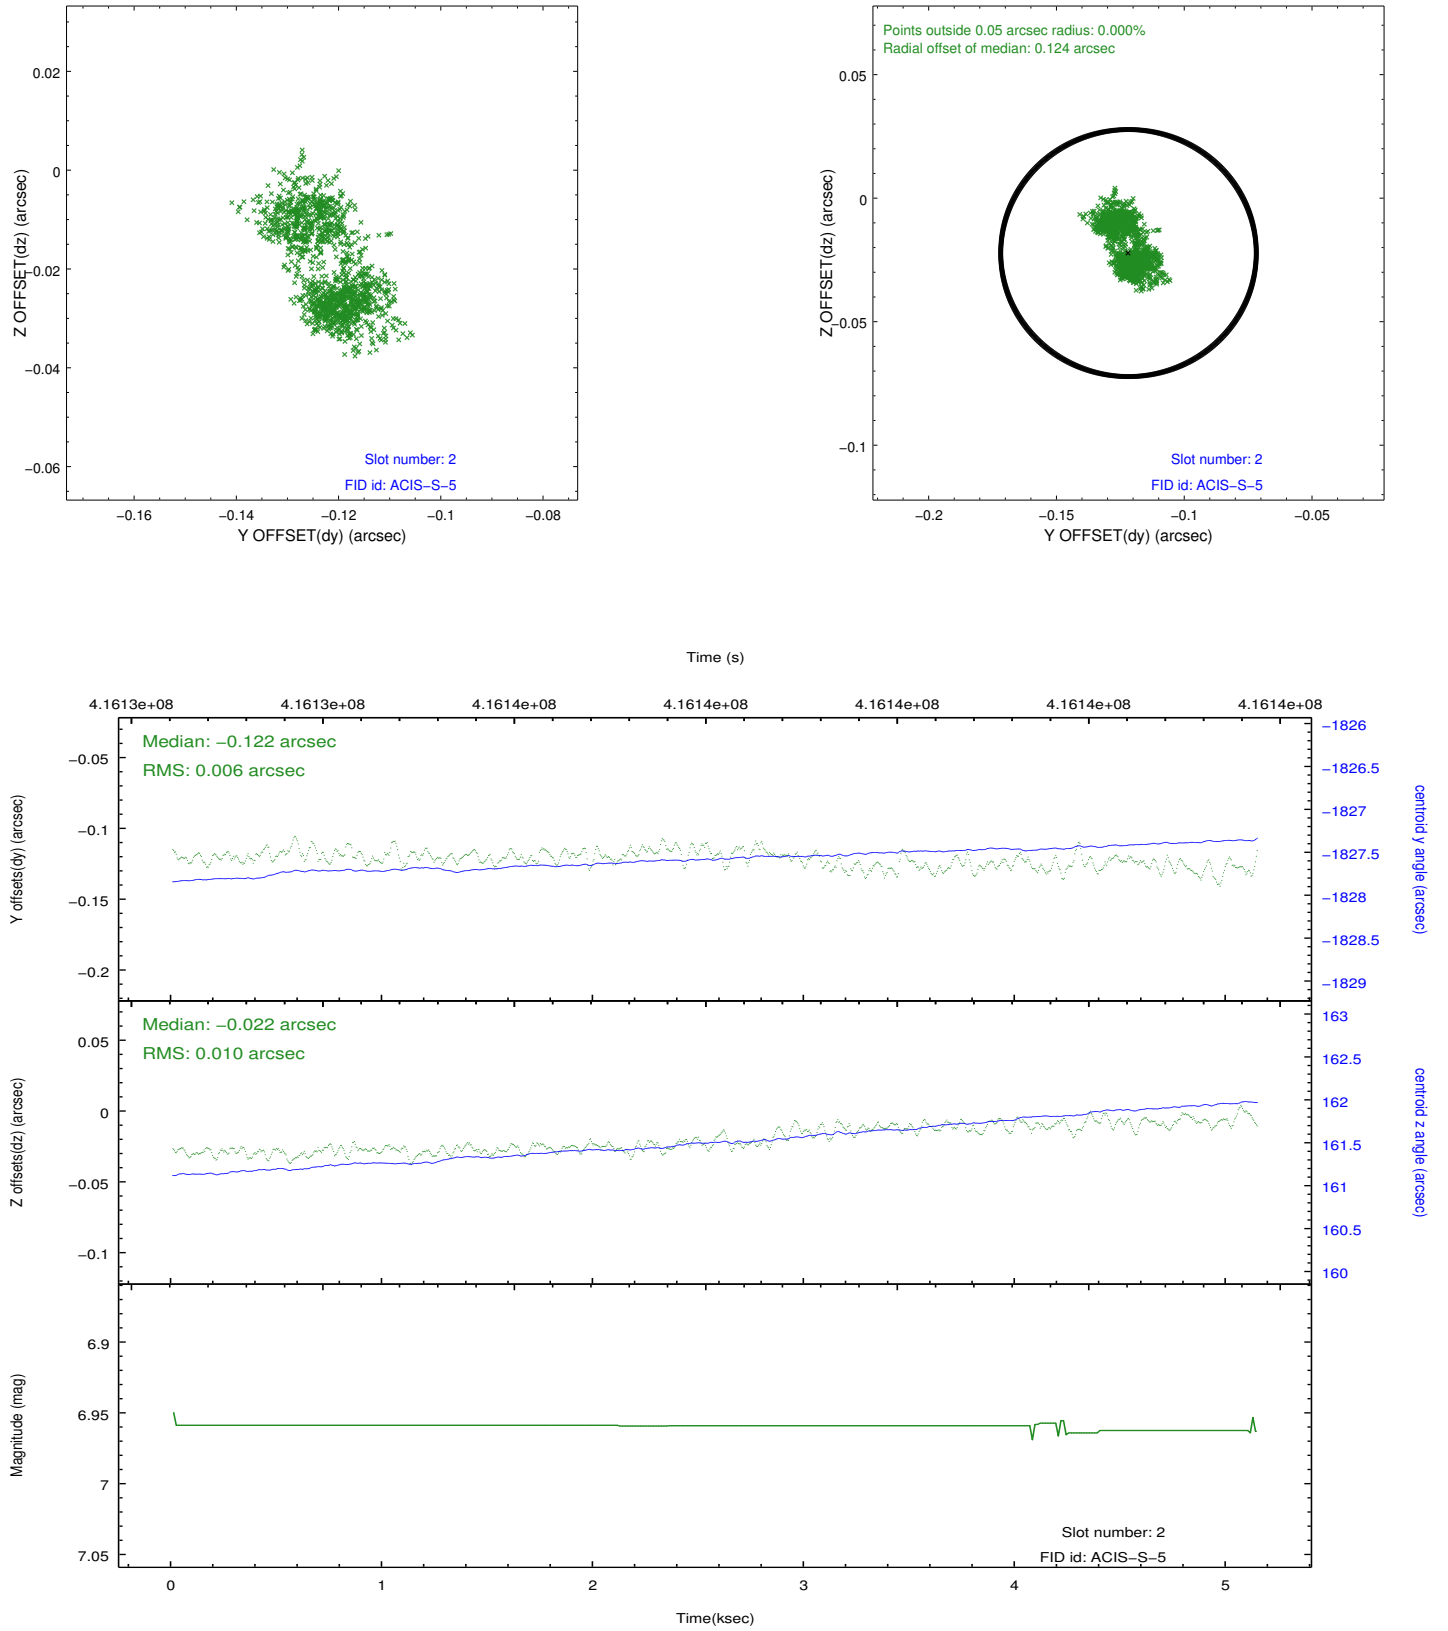 0.02
0
−0.02
−0.04
−0.06
Z OFFSET(dz) (arcsec)
Slot number: 2
FID id: ACIS−S−5
−0.16
−0.14
−0.12
−0.1
−0.08
Y OFFSET(dy) (arcsec)
Points outside 0.05 arcsec radius: 0.000%
Radial offset of median: 0.124 arcsec
0.05
0
−0.05
−0.1
Z OFFSET(dz) (arcsec)
Slot number: 2
FID id: ACIS−S−5
−0.2
−0.15
−0.1
−0.05
Y OFFSET(dy) (arcsec)
Time (s)
4.1613e+08
4.1613e+08
4.1614e+08
4.1614e+08
4.1614e+08
4.1614e+08
4.1614e+08
Median: −0.122 arcsec
RMS: 0.006 arcsec
−0.05
−0.1
−0.15
−0.2
Y offsets(dy) (arcsec)
−1826
−1826.5
−1827
−1827.5
−1828
−1828.5
−1829
centroid y angle (arcsec)
Median: −0.022 arcsec
RMS: 0.010 arcsec
0.05
0
−0.05
−0.1
Z offsets(dz) (arcsec)
163
162.5
162
161.5
161
160.5
160
centroid z angle (arcsec)
6.9
6.95
7
7.05
Magnitude (mag)
Slot number: 2
FID id: ACIS−S−5
0
1
2
3
4
5
Time(ksec)